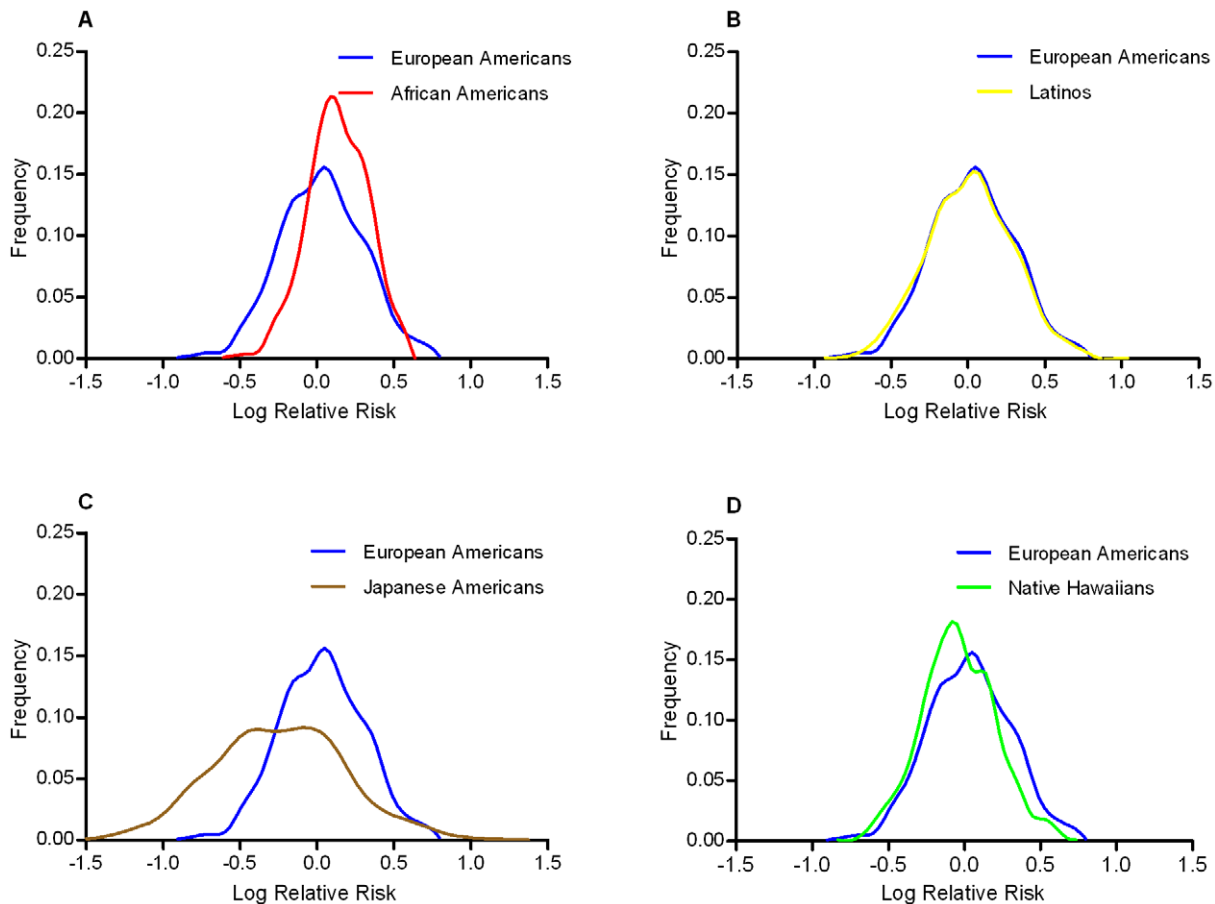 A
0.25
0.20
0.15
0.10
0.05
0.00
Frequency
European Americans
African Americans
-1.5 -1.0 -0.5 0.0 0.5 1.0 1.5
Log Relative Risk
B
0.25
0.20
0.15
0.10
0.05
0.00
Frequency
European Americans
Latinos
-1.5 -1.0 -0.5 0.0 0.5 1.0 1.5
Log Relative Risk
C
0.25
0.20
0.15
0.10
0.05
0.00
Frequency
European Americans
Japanese Americans
-1.5 -1.0 -0.5 0.0 0.5 1.0 1.5
Log Relative Risk
D
0.25
0.20
0.15
0.10
0.05
0.00
Frequency
European Americans
Native Hawaiians
-1.5 -1.0 -0.5 0.0 0.5 1.0 1.5
Log Relative Risk